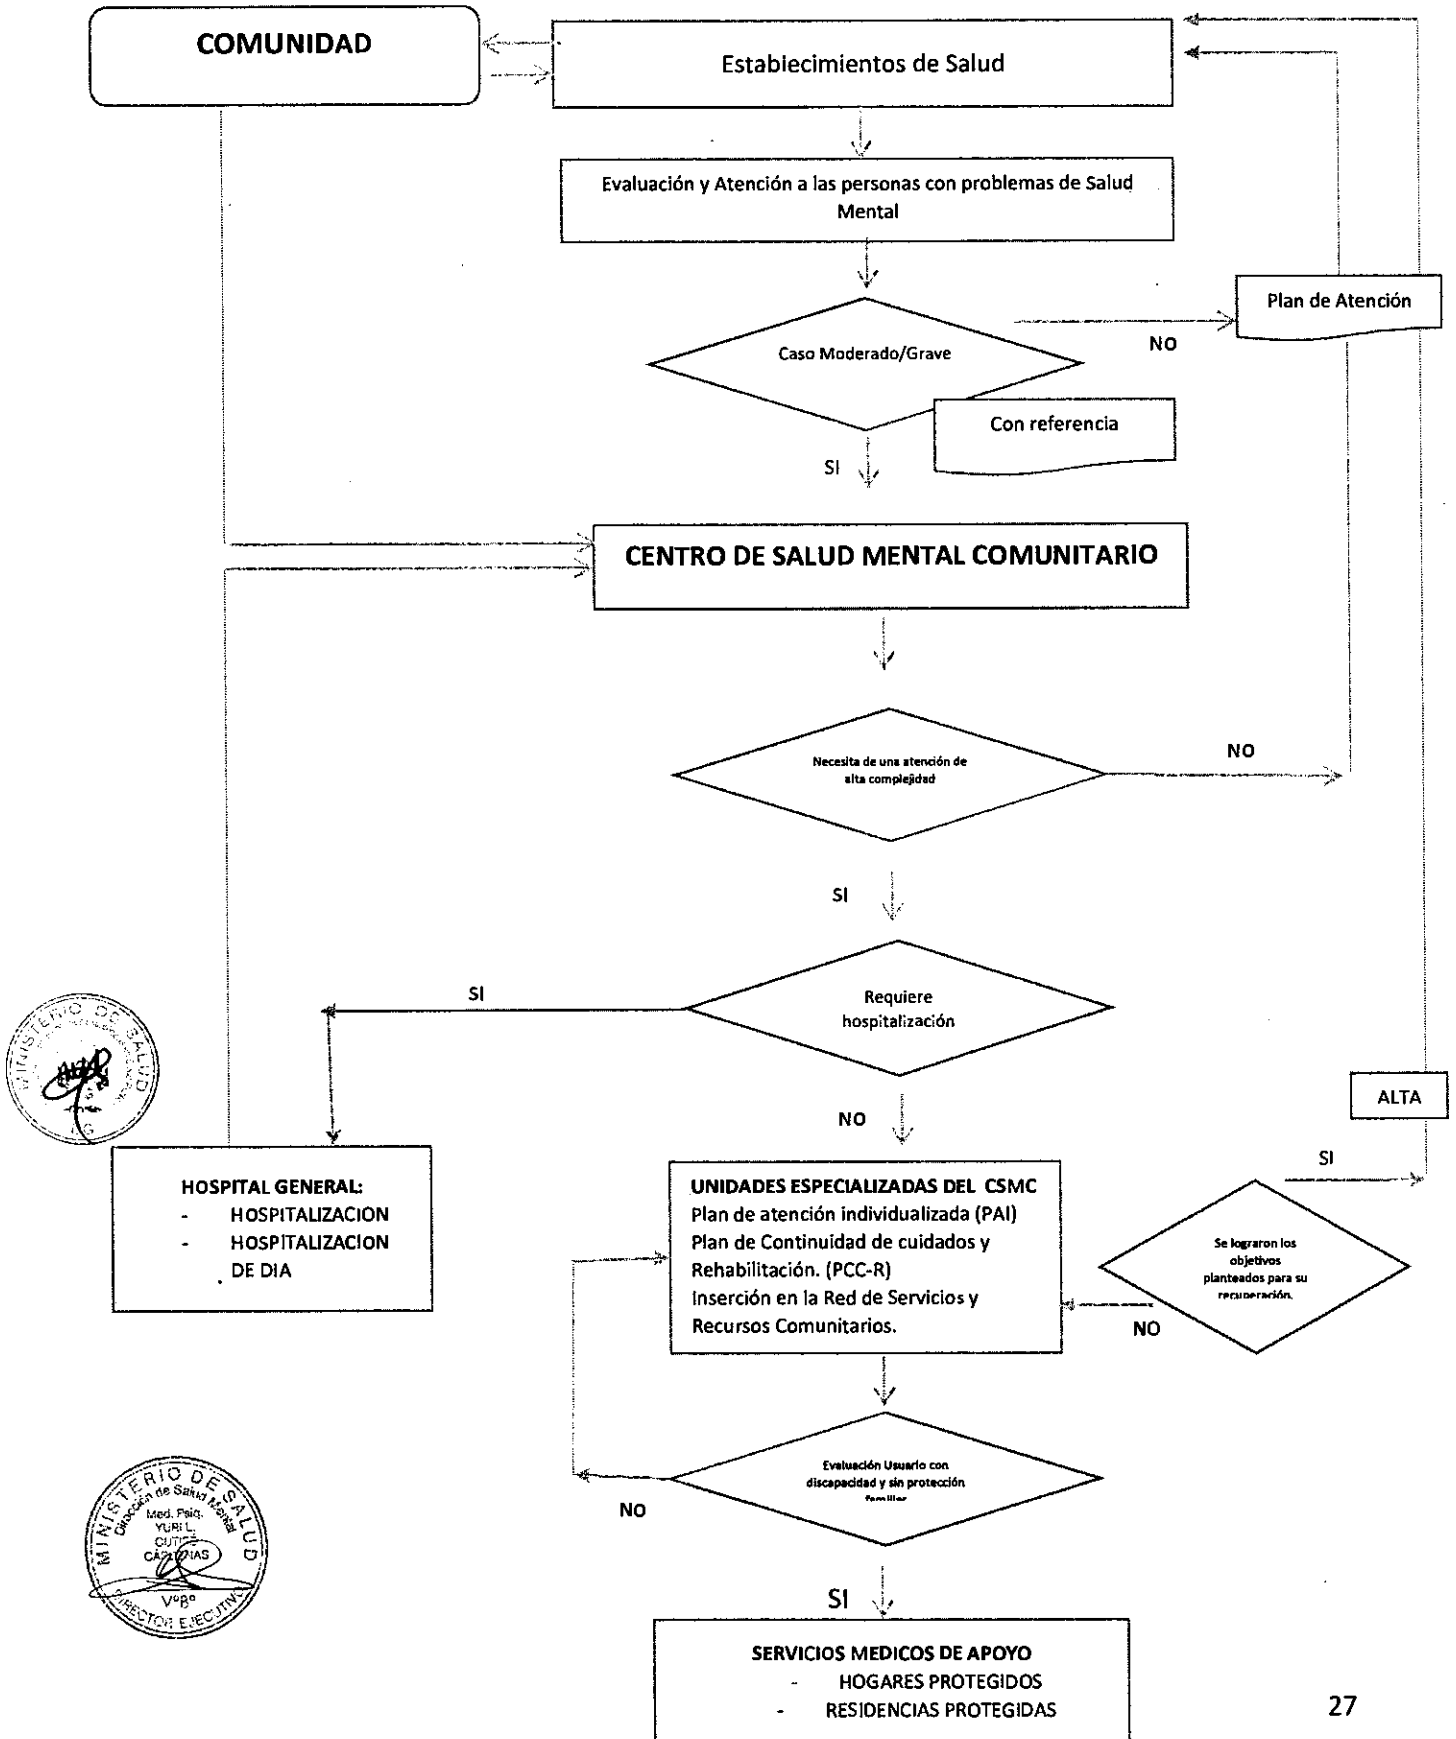 COMUNIDAD
Establecimientos de Salud
Evaluación y Atención a las personas con problemas de Salud
Mental
Caso Moderado/Grave
NO
Plan de Atención
Con referencia
SI
CENTRO DE SALUD MENTAL COMUNITARIO
Necesita de una atención de
alta complejidad
NO
SI
Requiere
hospitalización
SI
NO
MINISTERIO DE SALUD
HOSPITAL GENERAL:
- HOSPITALIZACION
- HOSPITALIZACION
DE DIA
UNIDADES ESPECIALIZADAS DEL CSMC
Plan de atención individualizada (PAI)
Plan de Continuidad de cuidados y
Rehabilitación. (PCC-R)
Inserción en la Red de Servicios y
Recursos Comunitarios.
ALTA
SI
Se lograron los
objetivos
planteados para su
recuperación.
NO
Evaluación Usuario con
discapacidad y sin protección
familiar
NO
SI
MINISTERIO DE SALUD
Dirección de Salud Mental
Med. Psiq.
YURI L.
CUTIPÉ
CÁRDENAS
VºBº
DIRECTOR EJECUTIVO
SERVICIOS MEDICOS DE APOYO
- HOGARES PROTEGIDOS
- RESIDENCIAS PROTEGIDAS
27